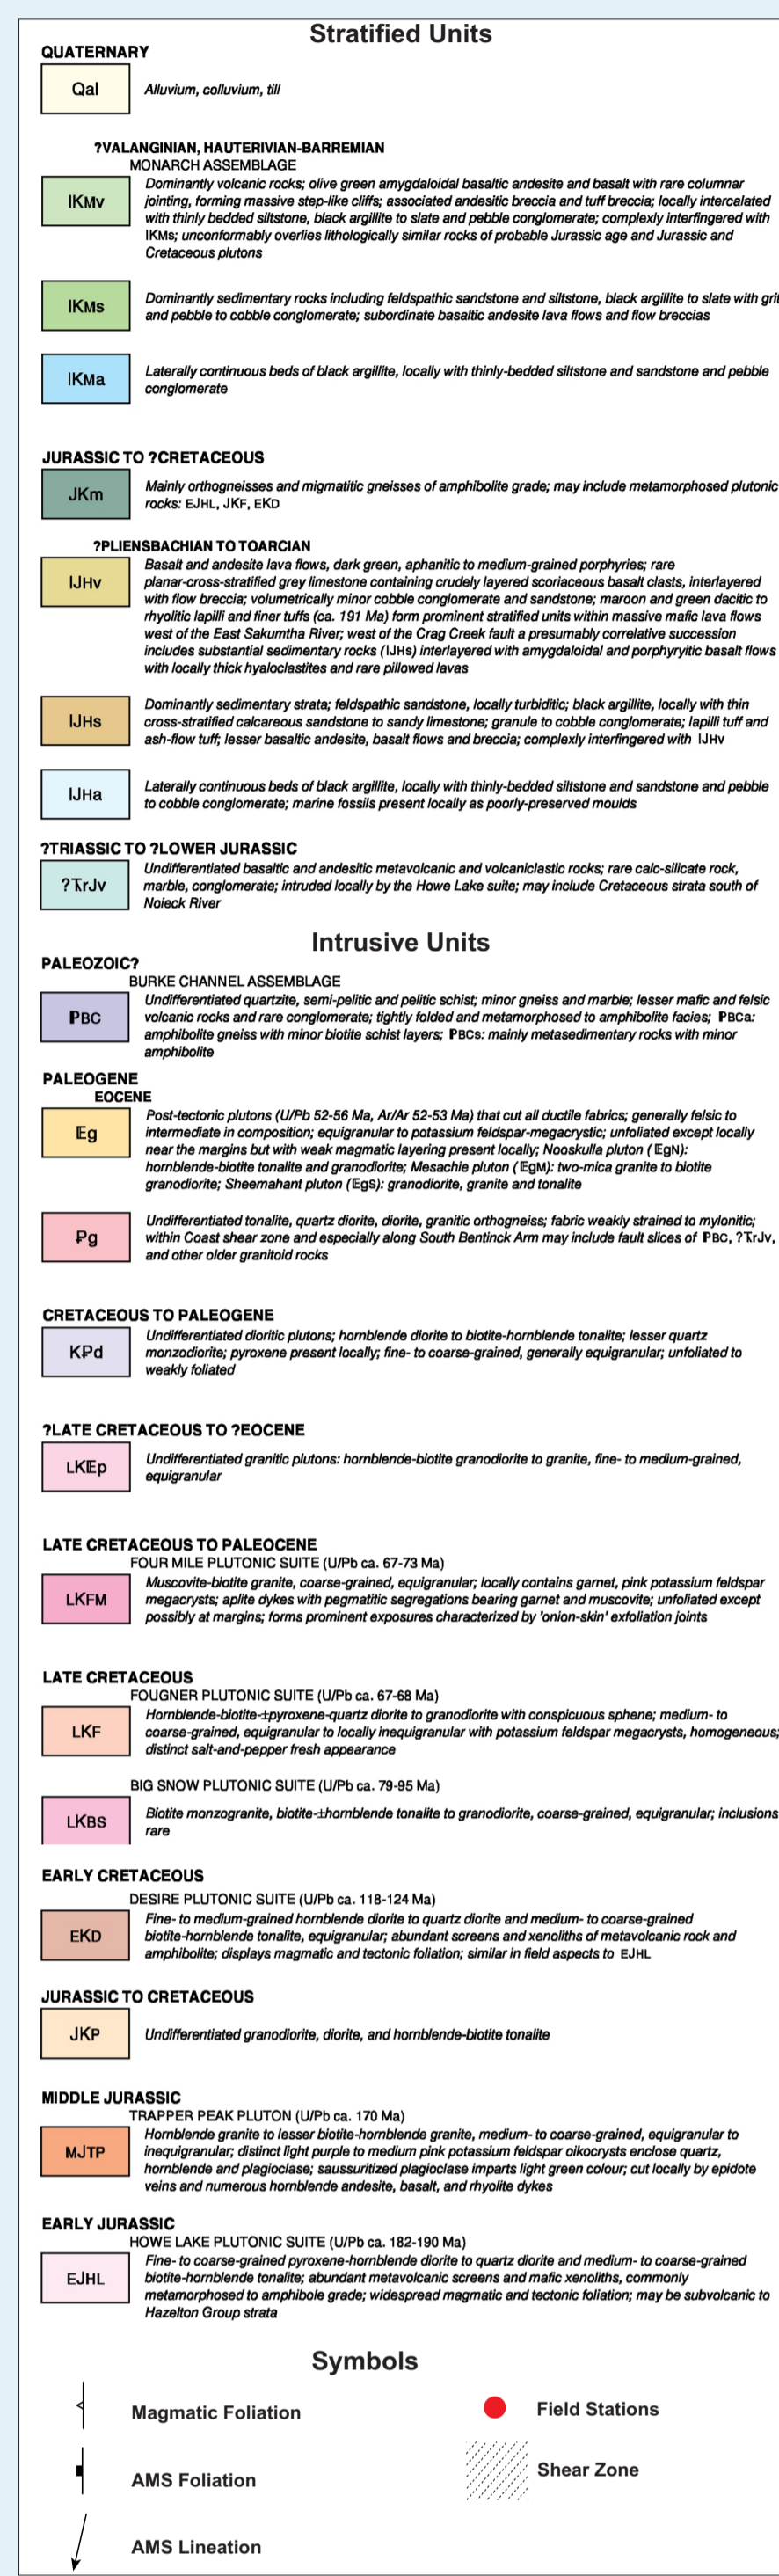 Stratified Units
QUATERNARY
Qal
Alluvium, colluvium, till
?VALANGINIAN, HAUTERIVIAN-BARREMIAN
MONARCH ASSEMBLAGE
lKMv
Dominantly volcanic rocks; olive green amygdaloidal basaltic andesite and basalt with rare columnar
jointing, forming massive step-like cliffs; associated andesitic breccia and tuff breccia; locally intercalated
with thinly bedded siltstone, black argillite to slate and pebble conglomerate; complexly interfingered with
lKMs; unconformably overlies lithologically similar rocks of probable Jurassic age and Jurassic and
Cretaceous plutons
lKMs
Dominantly sedimentary rocks including feldspathic sandstone and siltstone, black argillite to slate with grit
and pebble to cobble conglomerate; subordinate basaltic andesite lava flows and flow breccias
lKMa
Laterally continuous beds of black argillite, locally with thinly-bedded siltstone and sandstone and pebble
conglomerate
JURASSIC TO ?CRETACEOUS
JKm
Mainly orthogneisses and migmatitic gneisses of amphibolite grade; may include metamorphosed plutonic
rocks: EJHL, JKF, EKD
?PLIENSBACHIAN TO TOARCIAN
lJHv
Basalt and andesite lava flows, dark green, aphanitic to medium-grained porphyries; rare
planar-cross-stratified grey limestone containing crudely layered scoriaceous basalt clasts, interlayered
with flow breccia; volumetrically minor cobble conglomerate and sandstone; maroon and green dacitic to
rhyolitic lapilli and finer tuffs (ca. 191 Ma) form prominent stratified units within massive mafic lava flows
west of the East Sakumtha River; west of the Crag Creek fault a presumably correlative succession
includes substantial sedimentary rocks (lJHs) interlayered with amygdaloidal and porphyryitic basalt flows
with locally thick hyaloclastites and rare pillowed lavas
lJHs
Dominantly sedimentary strata; feldspathic sandstone, locally turbiditic; black argillite, locally with thin
cross-stratified calcareous sandstone to sandy limestone; granule to cobble conglomerate; lapilli tuff and
ash-flow tuff; lesser basaltic andesite, basalt flows and breccia; complexly interfingered with lJHv
lJHa
Laterally continuous beds of black argillite, locally with thinly-bedded siltstone and sandstone and pebble
to cobble conglomerate; marine fossils present locally as poorly-preserved moulds
?TRIASSIC TO ?LOWER JURASSIC
?TrJv
Undifferentiated basaltic and andesitic metavolcanic and volcaniclastic rocks; rare calc-silicate rock,
marble, conglomerate; intruded locally by the Howe Lake suite; may include Cretaceous strata south of
Noieck River
Intrusive Units
PALEOZOIC?
BURKE CHANNEL ASSEMBLAGE
PBC
Undifferentiated quartzite, semi-pelitic and pelitic schist; minor gneiss and marble; lesser mafic and felsic
volcanic rocks and rare conglomerate; tightly folded and metamorphosed to amphibolite facies; PBCa:
amphibolite gneiss with minor biotite schist layers; PBCs: mainly metasedimentary rocks with minor
amphibolite
PALEOGENE
EOCENE
Eg
Post-tectonic plutons (U/Pb 52-56 Ma, Ar/Ar 52-53 Ma) that cut all ductile fabrics; generally felsic to
intermediate in composition; equigranular to potassium feldspar-megacrystic; unfoliated except locally
near the margins but with weak magmatic layering present locally; Nooskulla pluton (EgN):
hornblende-biotite tonalite and granodiorite; Mesachie pluton (EgM): two-mica granite to biotite
granodiorite; Sheemahant pluton (EgS): granodiorite, granite and tonalite
₽g
Undifferentiated tonalite, quartz diorite, diorite, granitic orthogniss; fabric weakly strained to mylonitic;
within Coast shear zone and especially along South Bentinck Arm may include fault slices of PBC, ?TrJv,
and other older granitoid rocks
CRETACEOUS TO PALEOGENE
K₽d
Undifferentiated dioritic plutons; hornblende diorite to biotite-hornblende tonalite; lesser quartz
monzodiorite; pyroxene present locally; fine- to coarse-grained, generally equigranular; unfoliated to
weakly foliated
?LATE CRETACEOUS TO ?EOCENE
LKEp
Undifferentiated granitic plutons: hornblende-biotite granodiorite to granite, fine- to medium-grained,
equigranular
LATE CRETACEOUS TO PALEOCENE
FOUR MILE PLUTONIC SUITE (U/Pb ca. 67-73 Ma)
LKFM
Muscovite-biotite granite, coarse-grained, equigranular; locally contains garnet, pink potassium feldspar
megacrysts; aplite dykes with pegmatitic segregations bearing garnet and muscovite; unfoliated except
possibly at margins; forms prominent exposures characterized by 'onion-skin' exfoliation joints
LATE CRETACEOUS
FOUGNER PLUTONIC SUITE (U/Pb ca. 67-68 Ma)
LKF
Hornblende-biotite-±pyroxene-quartz diorite to granodiorite with conspicuous sphene; medium- to
coarse-grained, equigranular to locally inequigranular with potassium feldspar megacrysts, homogeneous;
distinct salt-and-pepper fresh appearance
BIG SNOW PLUTONIC SUITE (U/Pb ca. 79-95 Ma)
LKBS
Biotite monzogranite, biotite-±hornblende tonalite to granodiorite, coarse-grained, equigranular; inclusions
rare
EARLY CRETACEOUS
DESIRE PLUTONIC SUITE (U/Pb ca. 118-124 Ma)
EKD
Fine- to medium-grained hornblende diorite to quartz diorite and medium- to coarse-grained
biotite-hornblende tonalite, equigranular; abundant screens and xenoliths of metavolcanic rock and
amphibolite; displays magmatic and tectonic foliation; similar in field aspects to EJHL
JURASSIC TO CRETACEOUS
JKP
Undifferentiated granodiorite, diorite, and hornblende-biotite tonalite
MIDDLE JURASSIC
TRAPPER PEAK PLUTON (U/Pb ca. 170 Ma)
MJTP
Hornblende granite to lesser biotite-hornblende granite, medium- to coarse-grained, equigranular to
inequigranular; distinct light purple to medium pink potassium feldspar oikocrysts enclose quartz,
hornblende and plagioclase; saussuritized plagioclase imparts light green colour; cut locally by epidote
veins and numerous hornblende andesite, basalt, and rhyolite dykes
EARLY JURASSIC
HOWE LAKE PLUTONIC SUITE (U/Pb ca. 182-190 Ma)
EJHL
Fine- to coarse-grained pyroxene-hornblende diorite to quartz diorite and medium- to coarse-grained
biotite-hornblende tonalite; abundant metavolcanic screens and mafic xenoliths, commonly
metamorphosed to amphibole grade; widespread magmatic and tectonic foliation; may be subvolcanic to
Hazelton Group strata
Symbols
Magmatic Foliation
Field Stations
AMS Foliation
Shear Zone
AMS Lineation